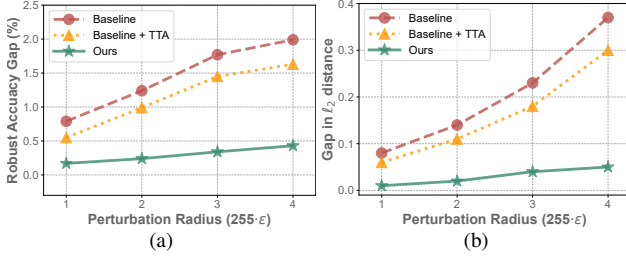 Baseline
Baseline + TTA
Ours
Robust Accuacy Gap (%)
2.5
2.0
1.5
1.0
0.5
0.0
1 2 3 4
Perturbation Radius (255·ε)
(a)
Baseline
Baseline + TTA
Ours
Gap in ℓ₂ distance
0.4
0.3
0.2
0.1
0.0
1 2 3 4
Perturbation Radius (255·ε)
(b)